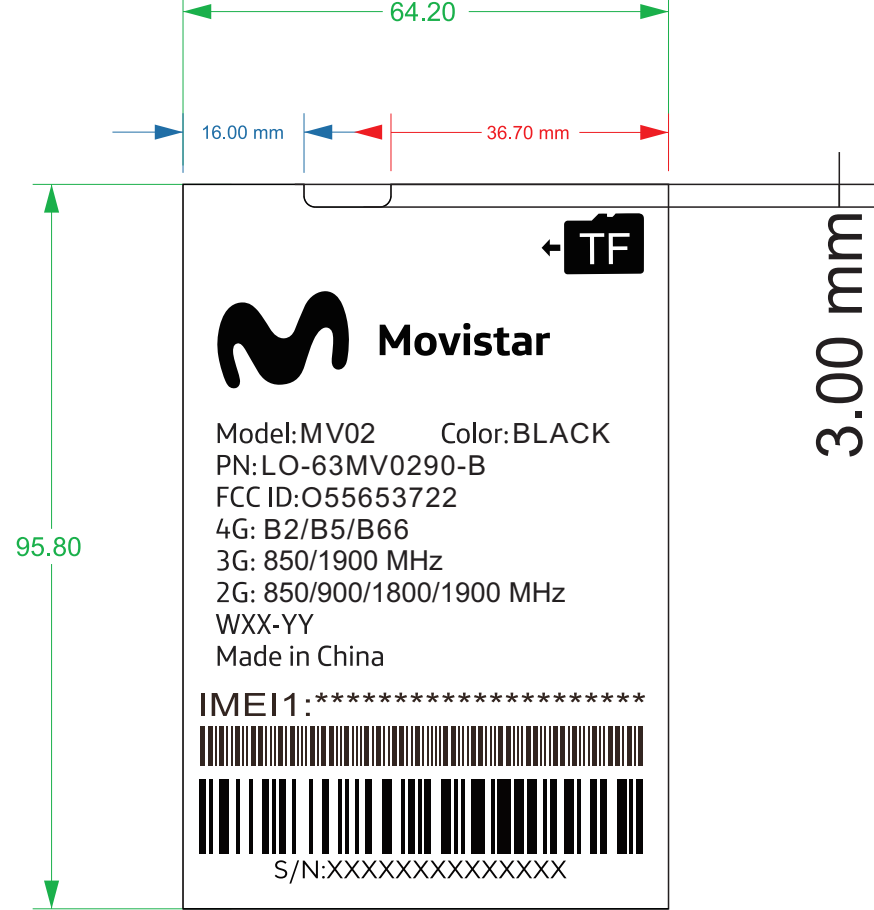 64.20
16.00 mm
36.70 mm
TF
3.00 mm
Movistar
Model:MV02 Color:BLACK
PN:LO-63MV0290-B
FCC ID:O55653722
4G: B2/B5/B66
95.80
3G: 850/1900 MHz
2G: 850/900/1800/1900 MHz
WXX-YY
Made in China
IMEI1:*********************
S/N:XXXXXXXXXXXXXX